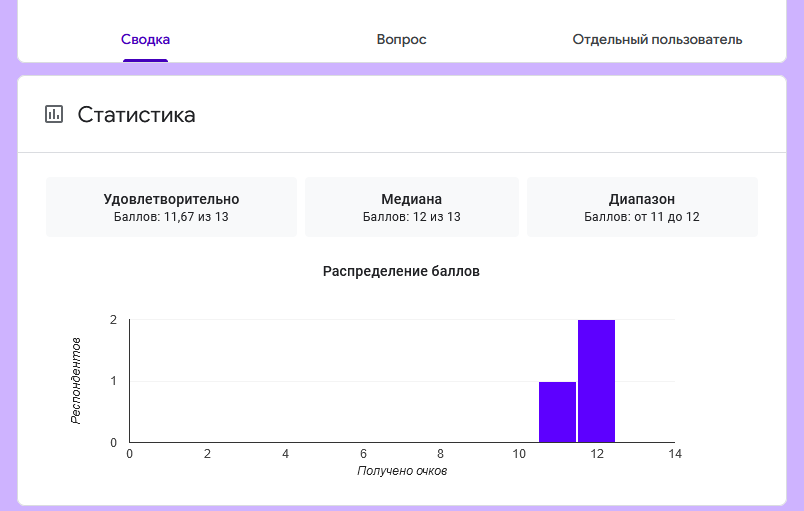 Сводка
Вопрос
Отдельный пользователь
Статистика
Удовлетворительно
Баллов: 11,67 из 13
Медиана
Баллов: 12 из 13
Диапазон
Баллов: от 11 до 12
Распределение баллов
Респондентов
2
1
0
0 2 4 6 8 10 12 14
Получено очков